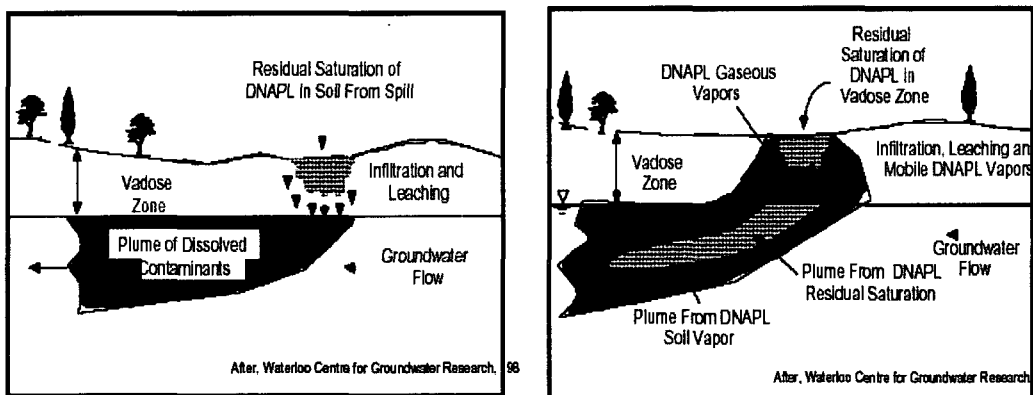 Residual Saturation of
DNAPL In Soil From Spill
Infiltration and
Leaching
Vadose
Zone
Plume of Dissolved
Contaminants
Groundwater
Flow
After, Waterloo Centre for Groundwater Research, 98
Residual
Saturation of
DNAPL In
Vadose Zone
DNAPL Gaseous
Vapors
Infiltration, Leaching an
Mobile DNAPL Vapors
Vadose
Zone
Groundwater
Flow
Plume From DNAPL
Residual Saturation
Plume From DNAPL
Soil Vapor
After, Waterloo Centre for Groundwater Research